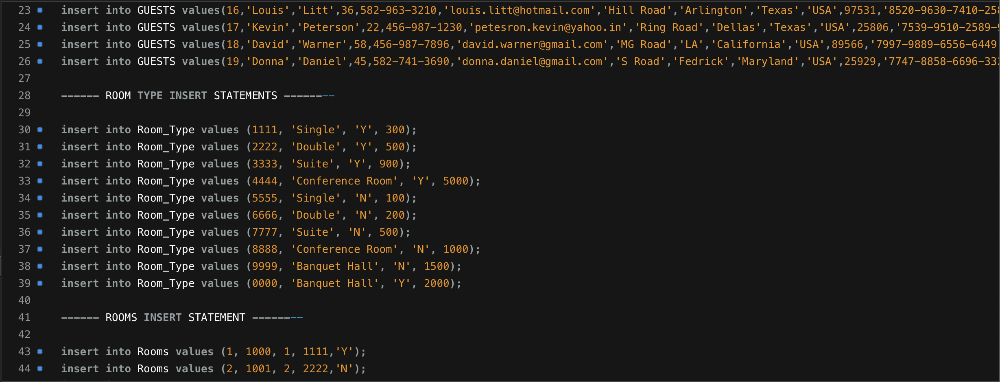 23 insert into GUESTS values(16,'Louis','Litt',36,582-963-3210,'louis.litt@hotmail.com','Hill Road','Arlington','Texas','USA',97531,'8520-9630-7410-258
24 insert into GUESTS values(17,'Kevin','Peterson',22,456-987-1230,'petesron.kevin@yahoo.in','Ring Road','Dellas','Texas','USA',25806,'7539-9510-2589-
25 insert into GUESTS values(18,'David','Warner',58,456-987-7896,'david.warner@gmail.com','MG Road','LA','California','USA',89566,'7997-9889-6556-6449
26 insert into GUESTS values(19,'Donna','Daniel',45,582-741-3690,'donna.daniel@gmail.com','S Road','Fedrick','Maryland','USA',25929,'7747-8858-6696-332
27
28 ------ ROOM TYPE INSERT STATEMENTS --------
29
30 insert into Room_Type values (1111, 'Single', 'Y', 300);
31 insert into Room_Type values (2222, 'Double', 'Y', 500);
32 insert into Room_Type values (3333, 'Suite', 'Y', 900);
33 insert into Room_Type values (4444, 'Conference Room', 'Y', 5000);
34 insert into Room_Type values (5555, 'Single', 'N', 100);
35 insert into Room_Type values (6666, 'Double', 'N', 200);
36 insert into Room_Type values (7777, 'Suite', 'N', 500);
37 insert into Room_Type values (8888, 'Conference Room', 'N', 1000);
38 insert into Room_Type values (9999, 'Banquet Hall', 'N', 1500);
39 insert into Room_Type values (0000, 'Banquet Hall', 'Y', 2000);
40
41 ------ ROOMS INSERT STATEMENT --------
42
43 insert into Rooms values (1, 1000, 1, 1111,'Y');
44 insert into Rooms values (2, 1001, 2, 2222,'N');